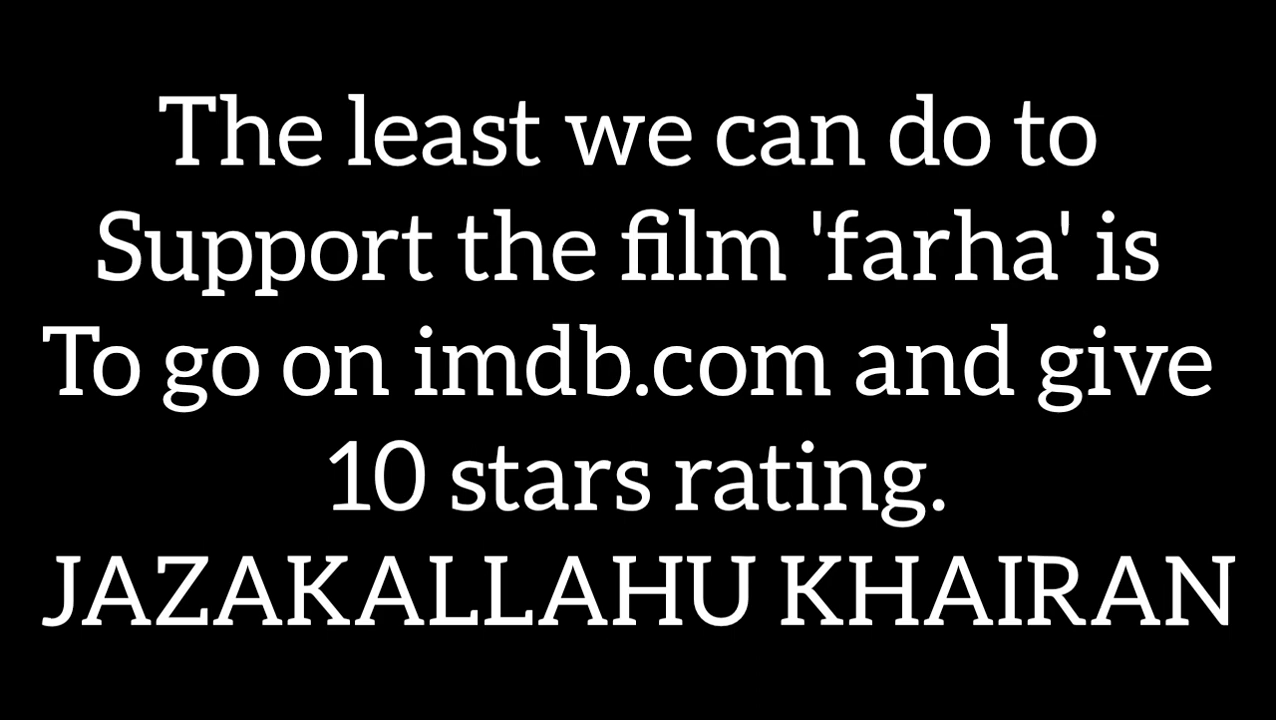 The least we can do to
Support the film 'farha' is
To go on imdb.com and give
10 stars rating.
JAZAKALLAHU KHAIRAN